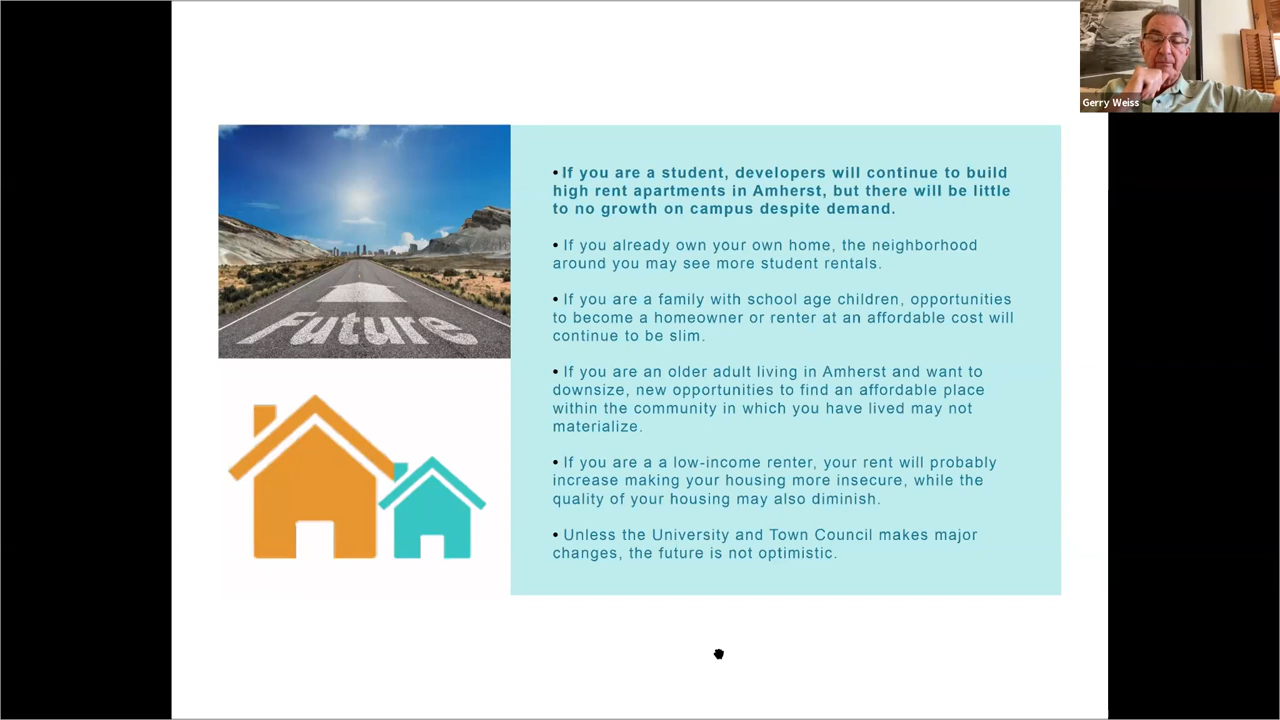 Gerry Weiss
Future
• If you are a student, developers will continue to build
high rent apartments in Amherst, but there will be little
to no growth on campus despite demand.
• If you already own your own home, the neighborhood
around you may see more student rentals.
• If you are a family with school age children, opportunities
to become a homeowner or renter at an affordable cost will
continue to be slim.
• If you are an older adult living in Amherst and want to
downsize, new opportunities to find an affordable place
within the community in which you have lived may not
materialize.
• If you are a a low-income renter, your rent will probably
increase making your housing more insecure, while the
quality of your housing may also diminish.
• Unless the University and Town Council makes major
changes, the future is not optimistic.